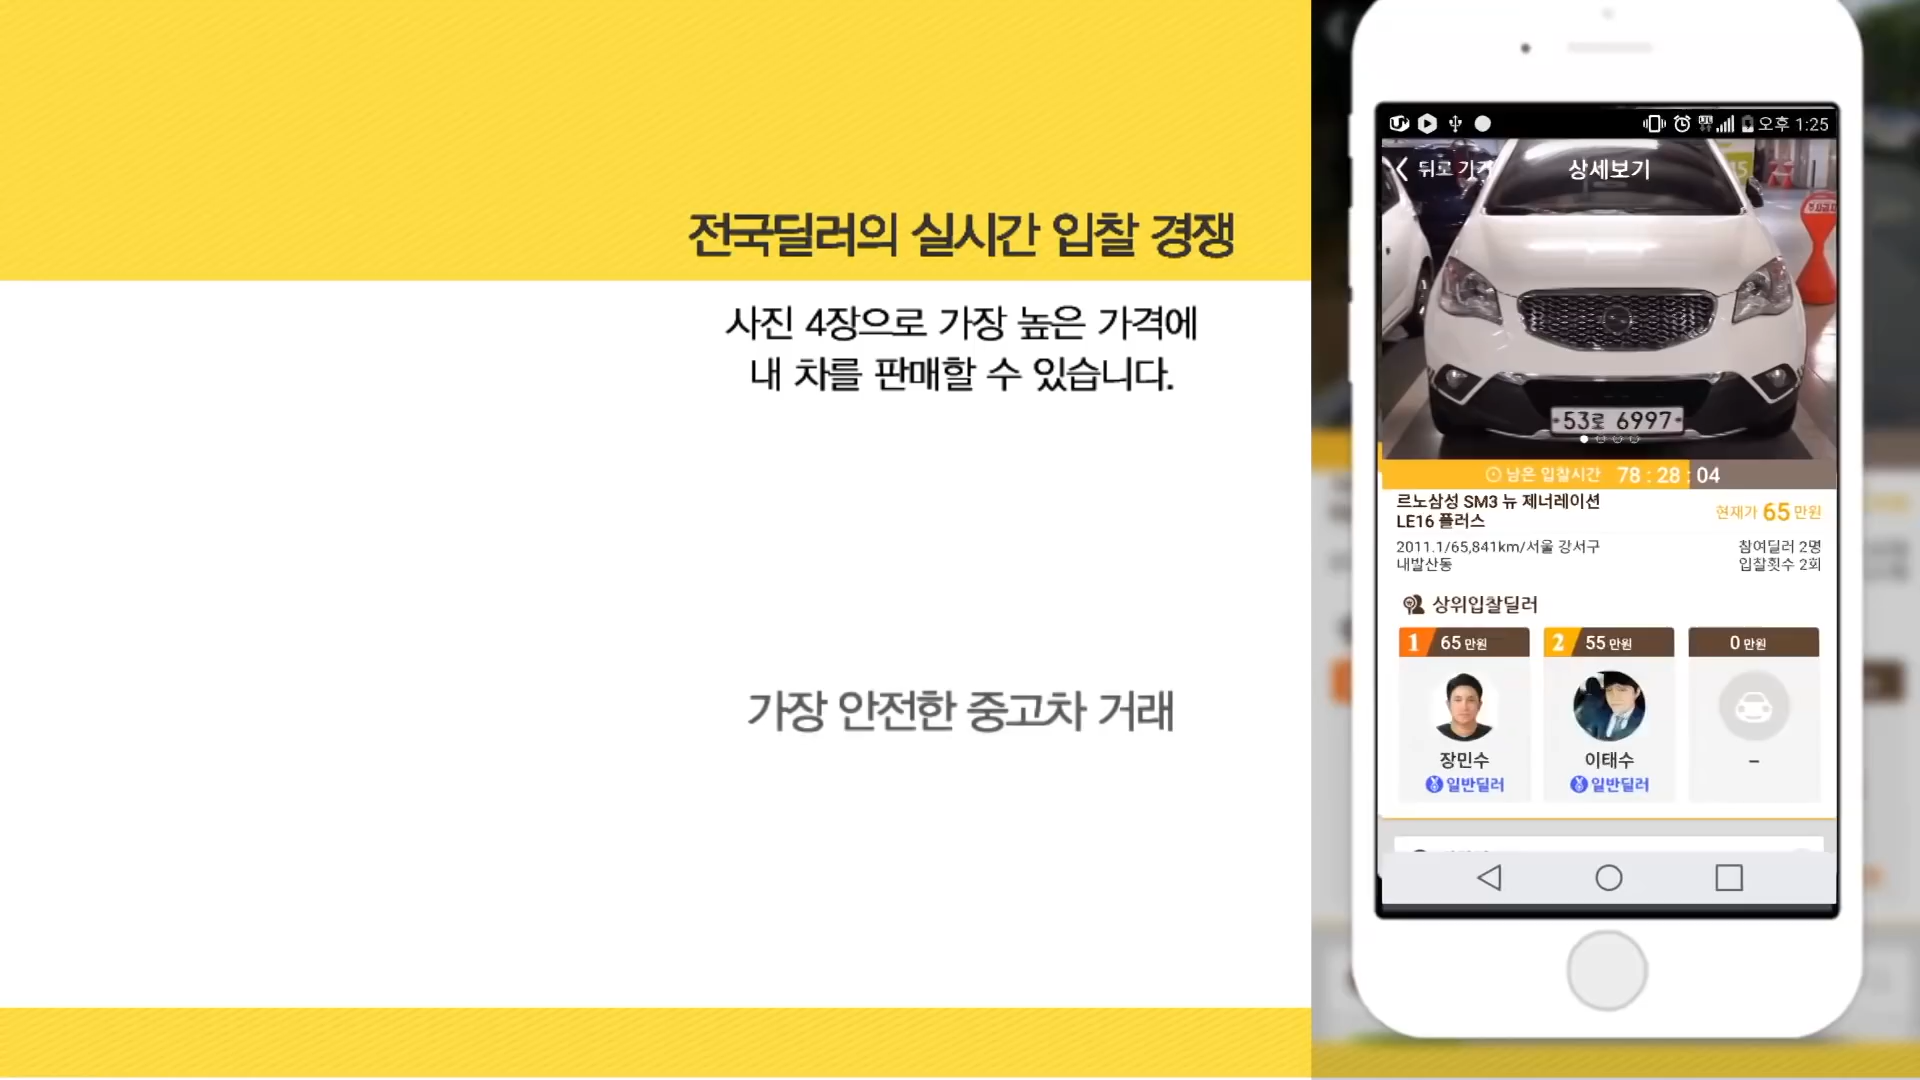 전국딜러의 실시간 입찰 경쟁
사진 4장으로 가장 높은 가격에
내 차를 판매할 수 있습니다.
가장 안전한 중고차 거래
오후 1:25
뒤로 가기
상세보기
53로 6997
남은 입찰시간 78 : 28 : 04
르노삼성 SM3 뉴 제너레이션
LE16 플러스
현재가 65 만원
2011.1/65,841km/서울 강서구
내발산동
참여딜러 2명
입찰횟수 2회
상위입찰딜러
1 65 만원
2 55 만원
0 만원
장민수
이태수
–
일반딜러
일반딜러